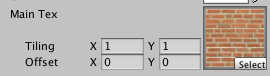 Main Tex
Tiling X 1 Y 1
Offset X 0 Y 0
Select